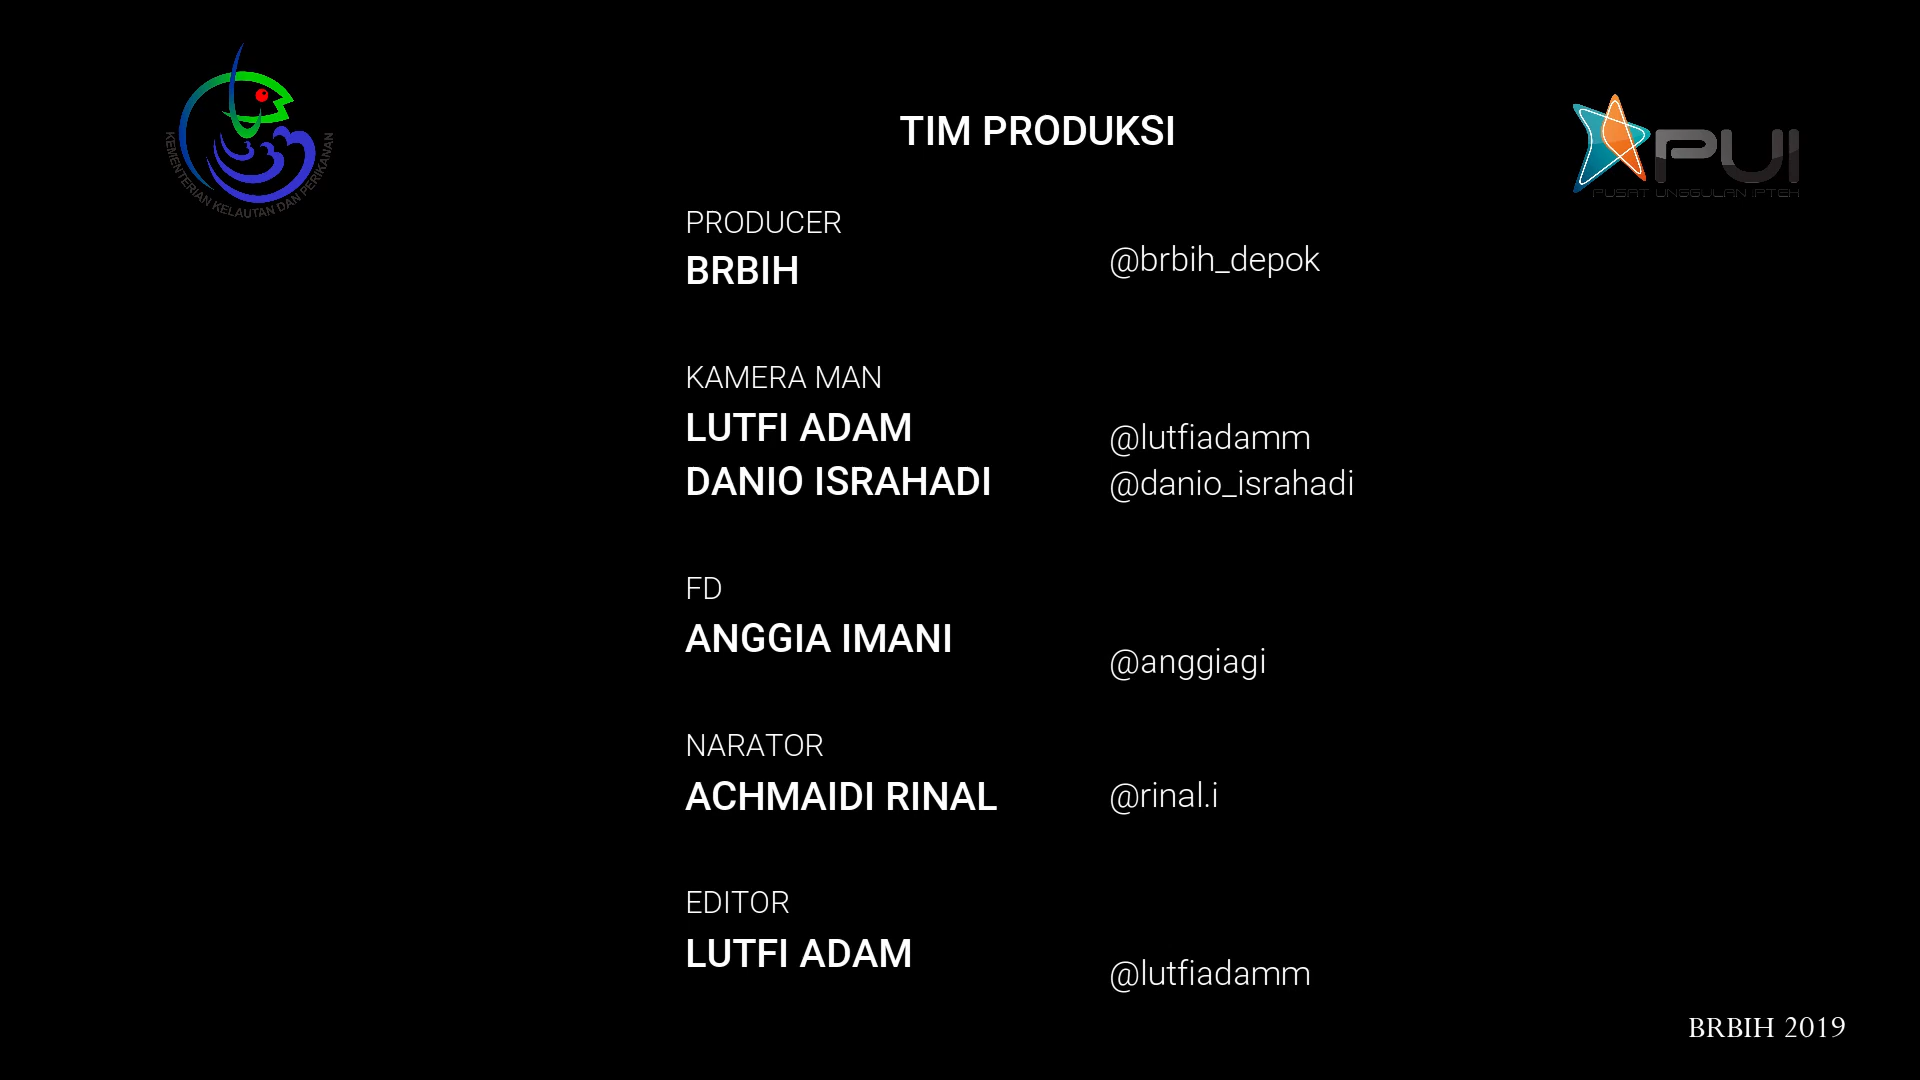 KEMENTERIAN KELAUTAN DAN PERIKANAN
TIM PRODUKSI
PUI
PUSAT UNGGULAN IPTEK
PRODUCER
BRBIH
@brbih_depok
KAMERA MAN
LUTFI ADAM
@lutfiadamm
DANIO ISRAHADI
@danio_israhadi
FD
ANGGIA IMANI
@anggiagi
NARATOR
ACHMAIDI RINAL
@rinal.i
EDITOR
LUTFI ADAM
@lutfiadamm
BRBIH 2019